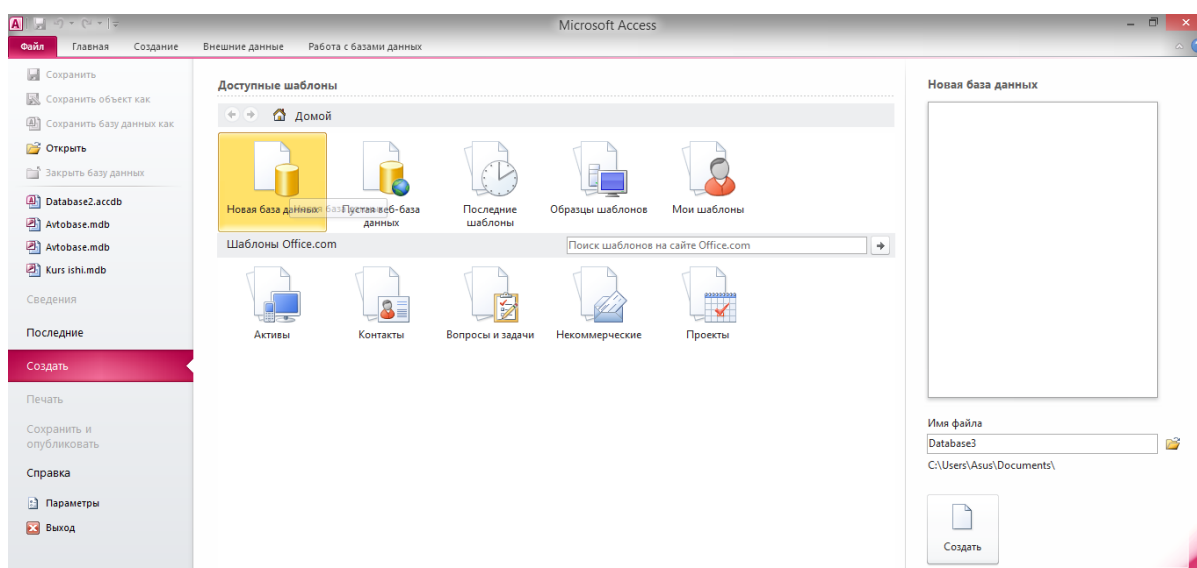 Microsoft Access
Файл Главная Создание Внешние данные Работа с базами данных
Сохранить
Сохранить объект как
Сохранить базу данных как
Открыть
Закрыть базу данных
Database2.accdb
Avtobase.mdb
Avtobase.mdb
Kurs ishi.mdb
Сведения
Последние
Создать
Печать
Сохранить и
опубликовать
Справка
Параметры
Выход
Доступные шаблоны
Домой
Новая база данных
Пустая веб-база
данных
Последние
шаблоны
Образцы шаблонов
Мои шаблоны
Шаблоны Office.com
Поиск шаблонов на сайте Office.com
Активы
Контакты
Вопросы и задачи
Некоммерческие
Проекты
Новая база данных
Имя файла
Database3
C:\Users\Asus\Documents\
Создать